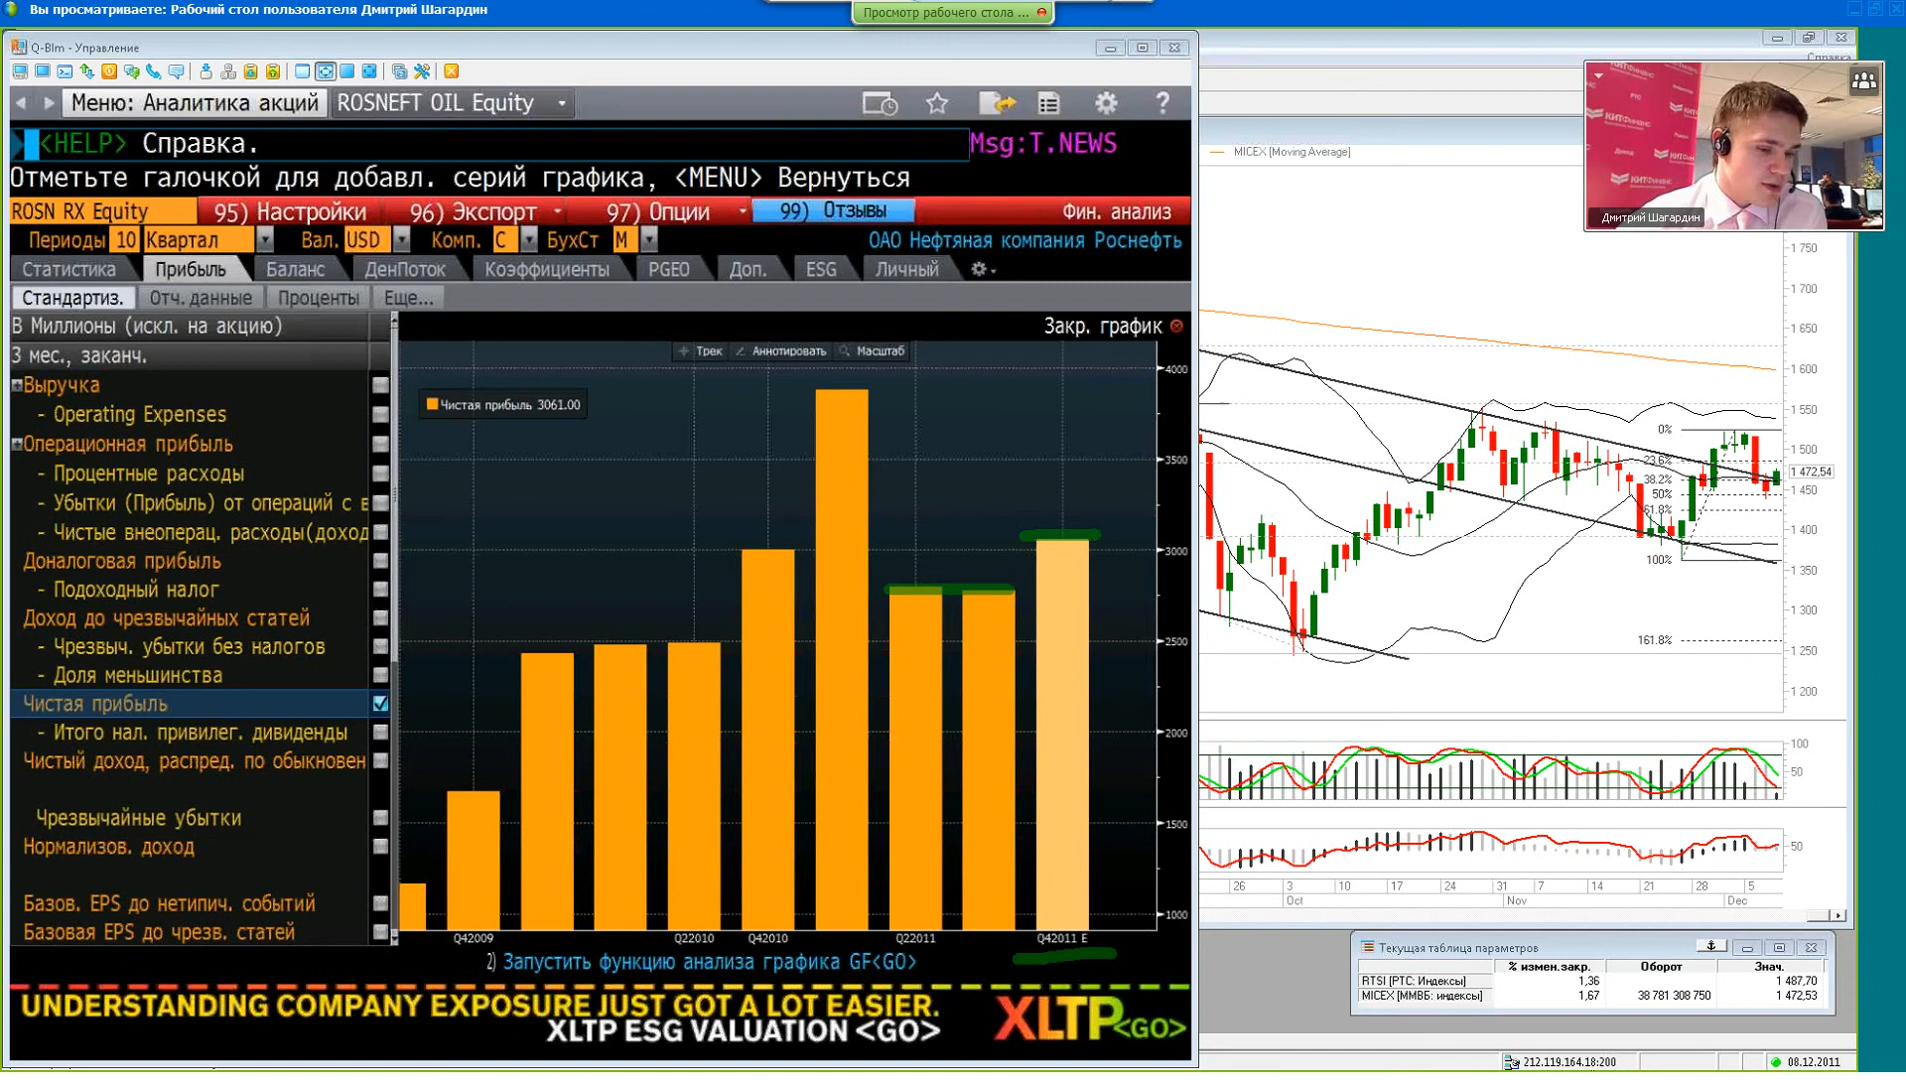 Вы просматриваете: Рабочий стол пользователя Дмитрий Шагардин
Просмотр рабочего стола ...
Q-Blm - Управление
Меню: Аналитика акций
ROSNEFT OIL Equity
<HELP> Справка.
Msg:T.NEWS
Отметьте галочкой для добавл. серий графика, <MENU> Вернуться
ROSN RX Equity
95) Настройки
96) Экспорт
97) Опции
99) Отзывы
Фин. анализ
Периоды 10 Квартал
Вал. USD
Комп. C
БухСт M
ОАО Нефтяная компания Роснефть
Статистика
Прибыль
Баланс
ДенПоток
Коэффициенты
PGEO
Доп.
ESG
Личный
Стандартиз.
Отч. данные
Проценты
Еще...
В Миллионы (искл. на акцию)
3 мес., заканч.
Выручка
- Operating Expenses
Операционная прибыль
- Процентные расходы
- Убытки (Прибыль) от операций с в
- Чистые внеоперац. расходы(доход
Доналоговая прибыль
- Подоходный налог
Доход до чрезвычайных статей
- Чрезвыч. убытки без налогов
- Доля меньшинства
Чистая прибыль
- Итого нал. привилег. дивиденды
Чистый доход, распред. по обыкновен
Чрезвычайные убытки
Нормализов. доход
Базов. EPS до нетипич. событий
Базовая EPS до чрезв. статей
Закр. график
Трек
Аннотировать
Масштаб
Чистая прибыль 3061.00
4000
3500
3000
2500
2000
1500
1000
Q42009
Q22010
Q42010
Q22011
Q42011 E
2) Запустить функцию анализа графика GF<GO>
UNDERSTANDING COMPANY EXPOSURE JUST GOT A LOT EASIER.
XLTP ESG VALUATION <GO>
XLTP<GO>
Справка
MICEX [Moving Average]
КИТФинанс
КИТФинанс
Дмитрий Шагардин
1 750
1 700
1 650
1 600
1 550
1 500
1 472,54
1 450
1 400
1 350
1 300
1 250
1 200
0%
23.6%
38.2%
50%
61.8%
100%
161.8%
100
50
50
26
3
10
17
24
31
7
14
21
28
5
Oct
Nov
Dec
Текущая таблица параметров
% измен.закр.
Оборот
Знач.
RTSI [РТС: Индексы]
1,36
1 487,70
MICEX [ММВБ: индексы]
1,67
38 781 308 750
1 472,53
212.119.164.18:200
08.12.2011